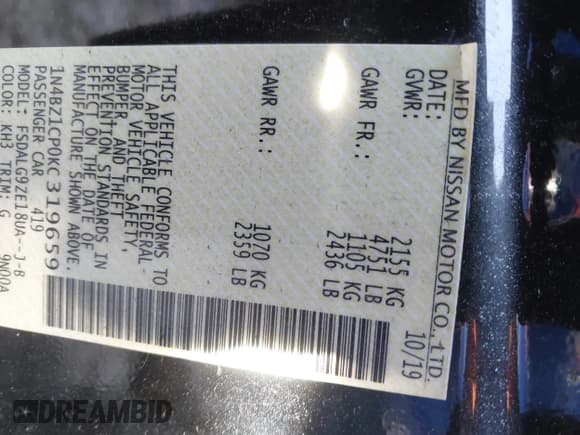 MFD BY NISSAN MOTOR CO., LTD.
DATE: 10/19
GVWR: 2155 KG
4751 LB
GAWR FR.: 1105 KG
2436 LB
GAWR RR.: 1070 KG
2359 LB
THIS VEHICLE CONFORMS TO
ALL APPLICABLE FEDERAL
MOTOR VEHICLE SAFETY,
BUMPER, AND THEFT
PREVENTION STANDARDS IN
EFFECT ON THE DATE OF
MANUFACTURE SHOWN ABOVE.
1N4BZ1CP0KC319659
PASSENGER CAR 419
MODEL: FSDALG9ZE18UA--J-B
COLOR: KH3 TRIM: G 9N00A
DREAMBID